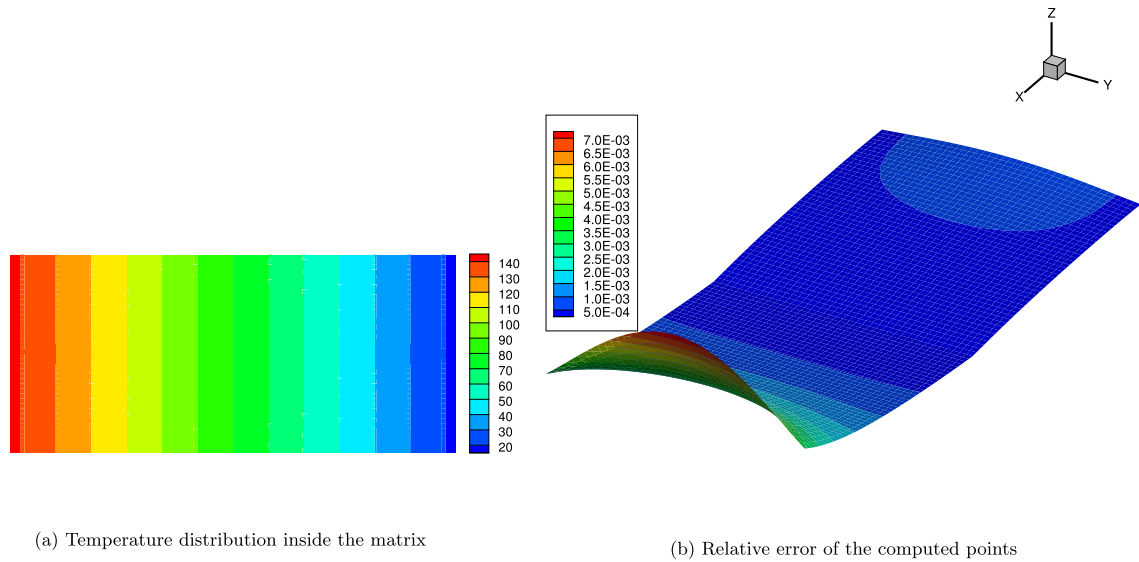 Z
Y
X
7.0E-03
6.5E-03
6.0E-03
5.5E-03
5.0E-03
4.5E-03
4.0E-03
3.5E-03
3.0E-03
2.5E-03
2.0E-03
1.5E-03
1.0E-03
5.0E-04
140
130
120
110
100
90
80
70
60
50
40
30
20
(a) Temperature distribution inside the matrix
(b) Relative error of the computed points